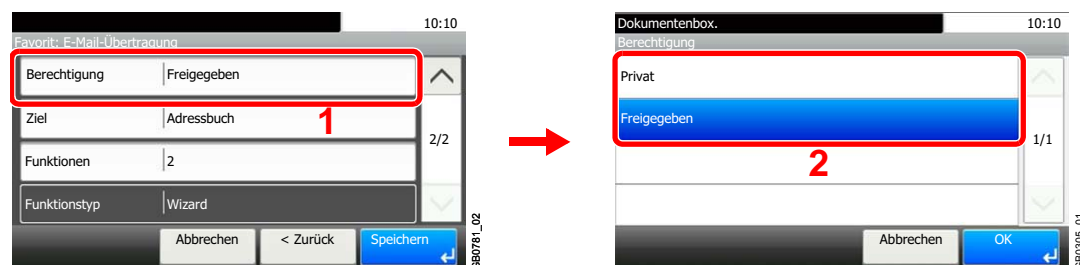 10:10
Favorit: E-Mail-Übertragung
Berechtigung Freigegeben
Ziel Adressbuch
1
2/2
Funktionen 2
Funktionstyp Wizard
Abbrechen < Zurück Speichern
GB0781_02
Dokumentenbox. 10:10
Berechtigung
Privat
Freigegeben
1/1
2
Abbrechen OK
GB0305_01